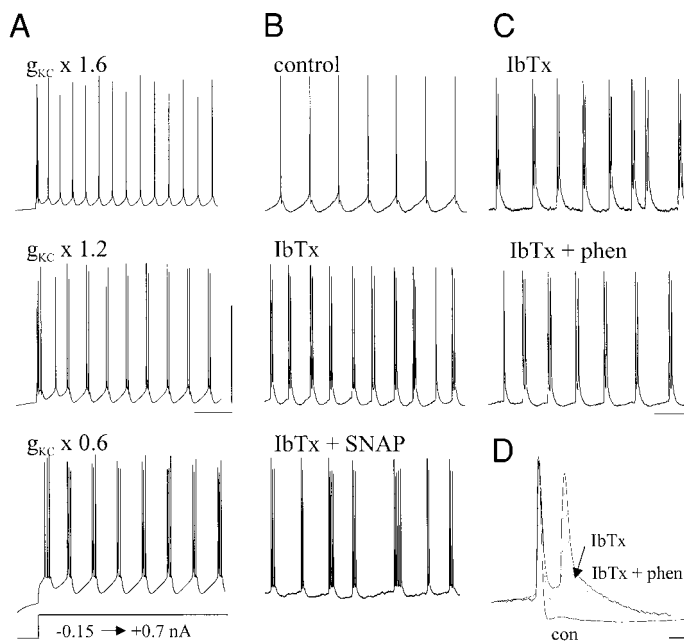 A
g_KC x 1.6
g_KC x 1.2
g_KC x 0.6
-0.15 → +0.7 nA
B
control
IbTx
IbTx + SNAP
C
IbTx
IbTx + phen
D
IbTx
IbTx + phen
con